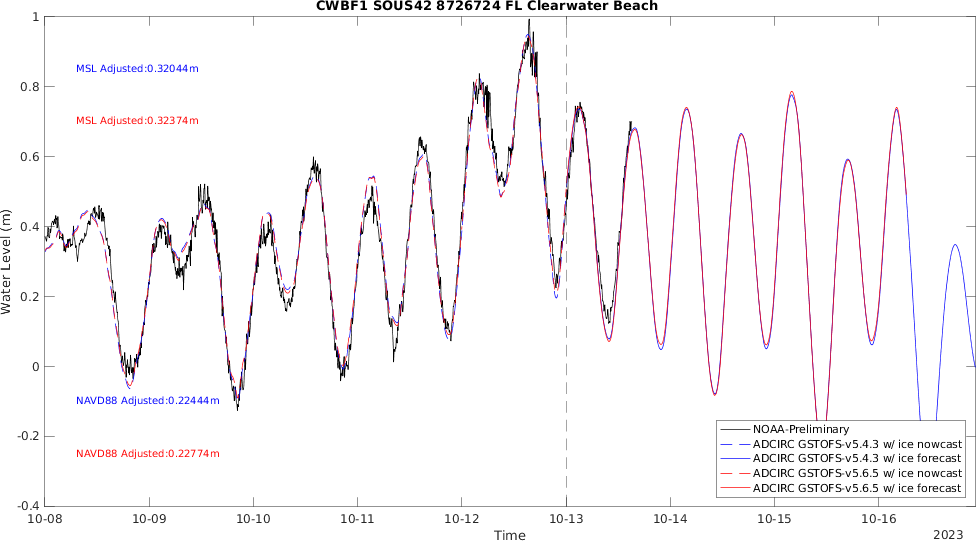 CWBF1 SOUS42 8726724 FL Clearwater Beach
1
0.8
0.6
0.4
0.2
0
-0.2
-0.4
Water Level (m)
MSL Adjusted:0.32044m
MSL Adjusted:0.32374m
NAVD88 Adjusted:0.22444m
NAVD88 Adjusted:0.22774m
NOAA-Preliminary
ADCIRC GSTOFS-v5.4.3 w/ ice nowcast
ADCIRC GSTOFS-v5.4.3 w/ ice forecast
ADCIRC GSTOFS-v5.6.5 w/ ice nowcast
ADCIRC GSTOFS-v5.6.5 w/ ice forecast
10-08 10-09 10-10 10-11 10-12 10-13 10-14 10-15 10-16
Time
2023